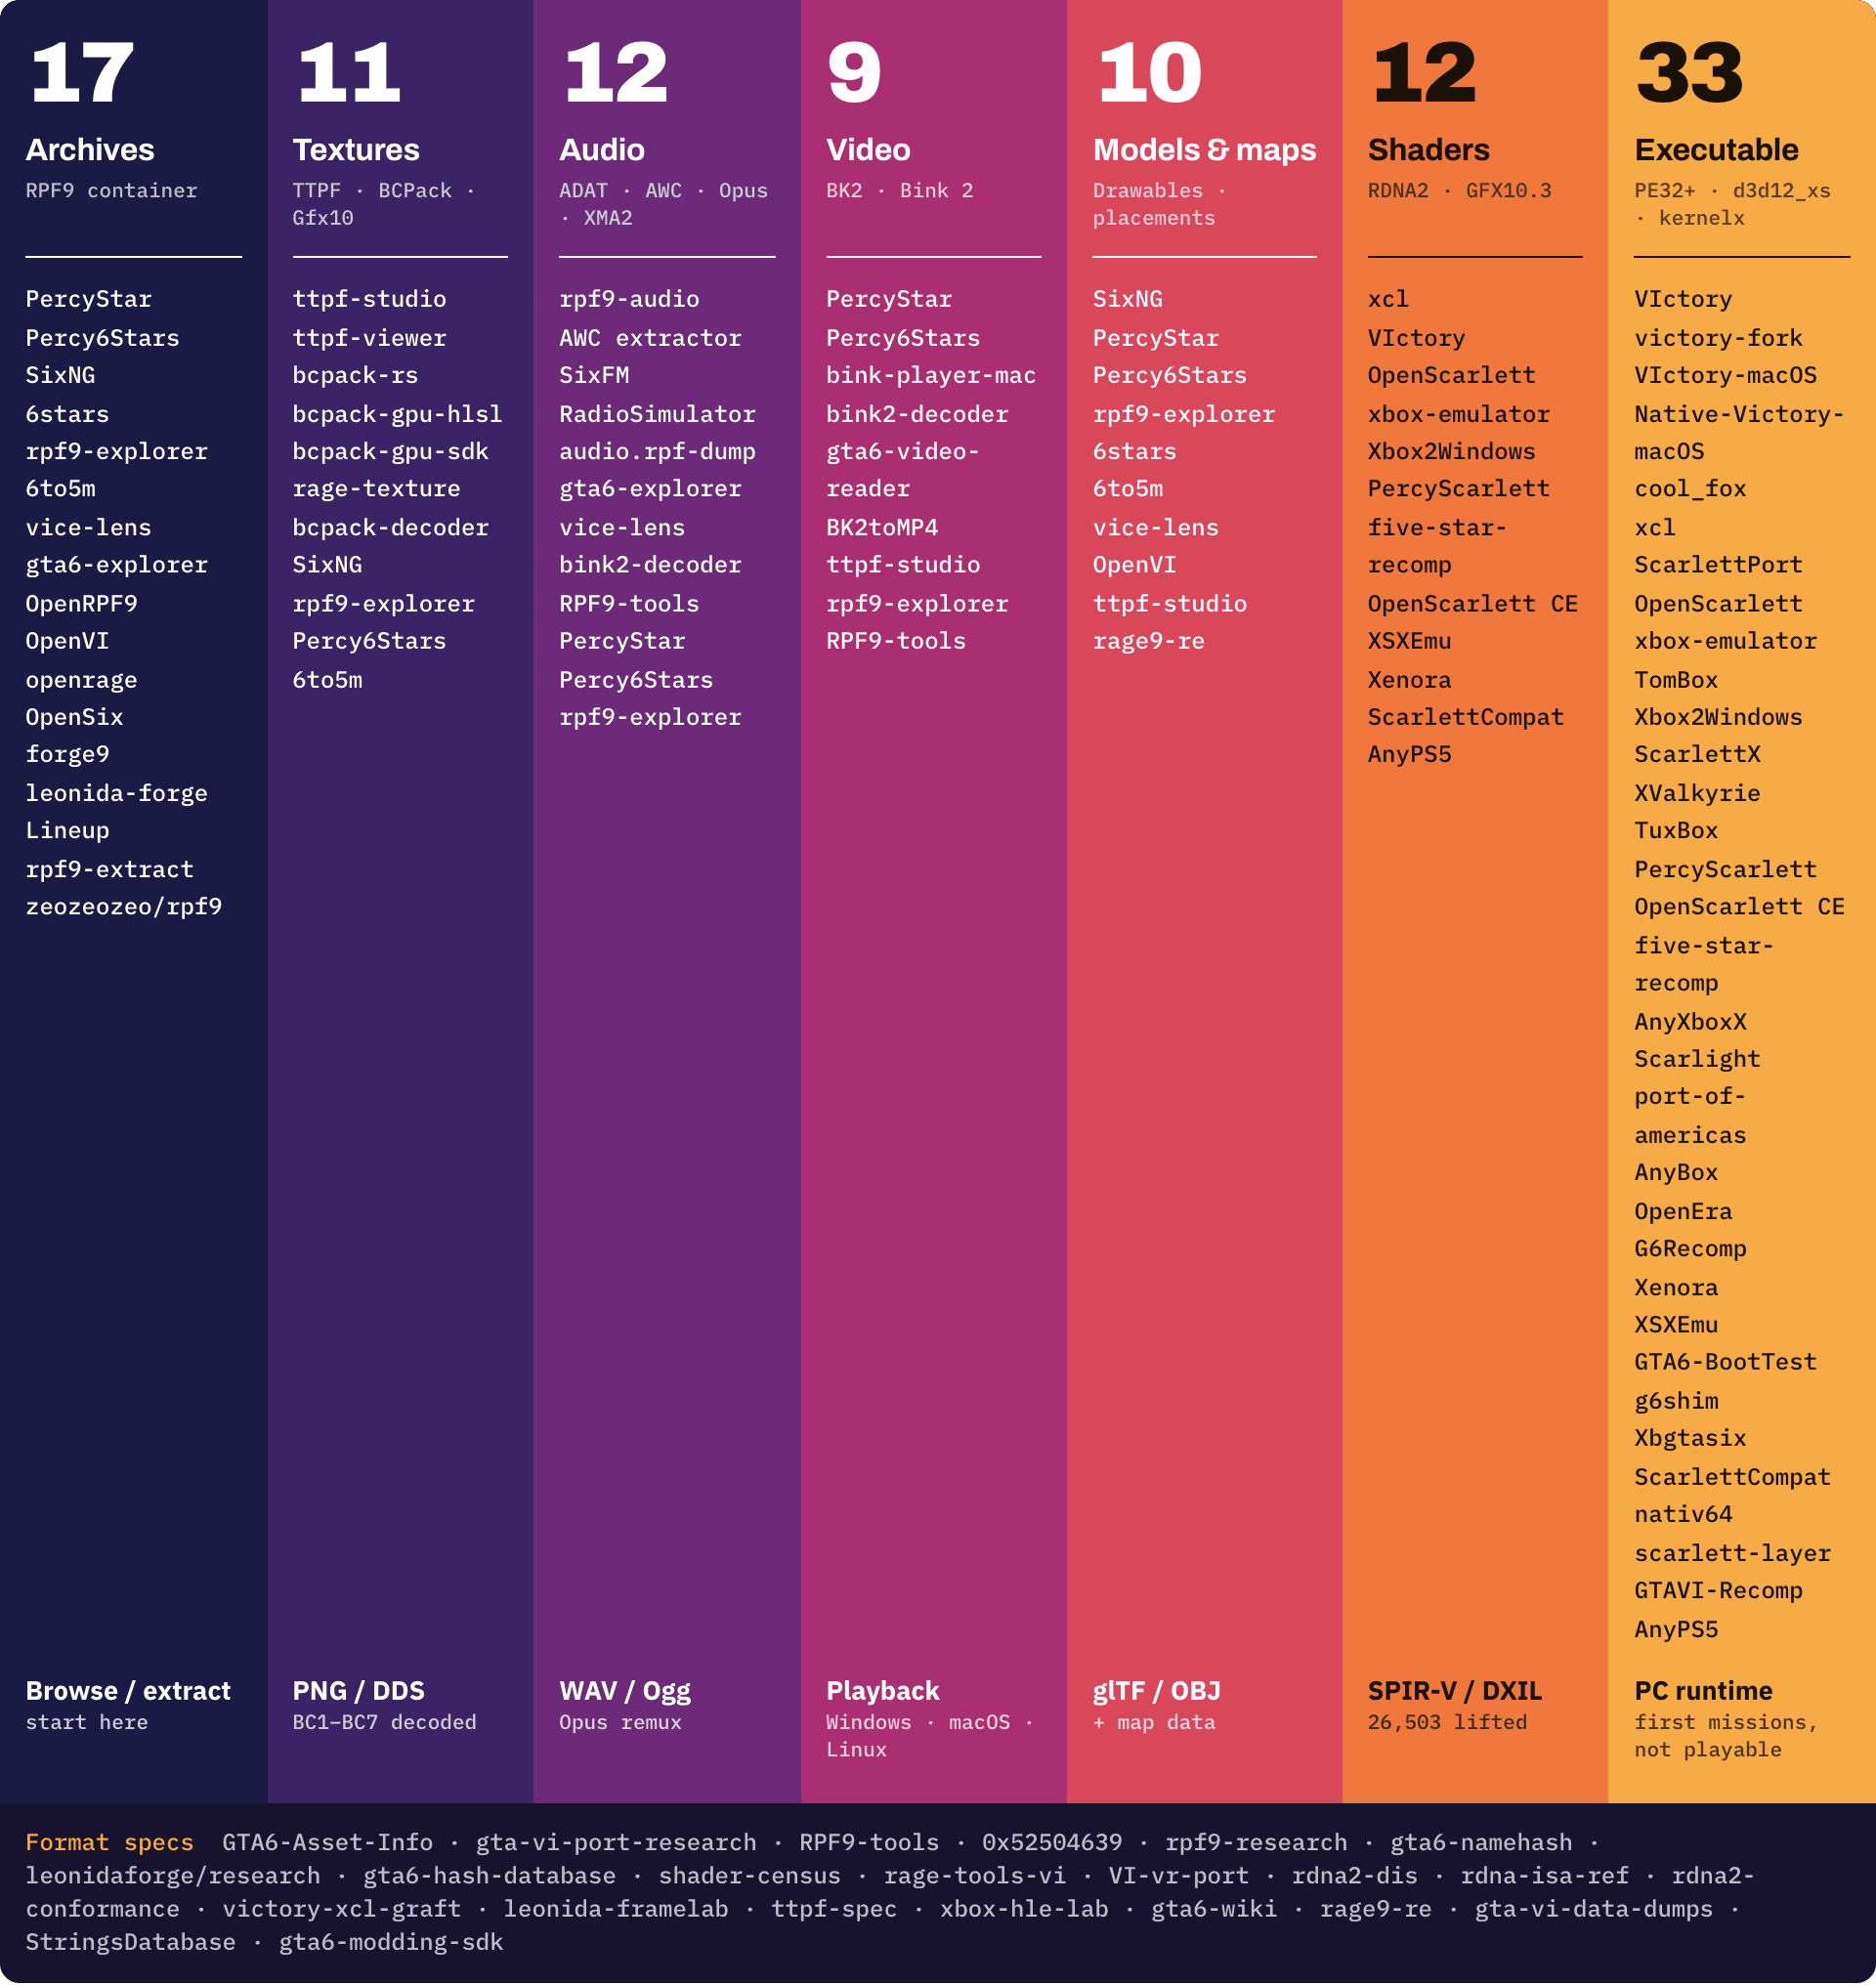 17
Archives
RPF9 container
PercyStar
Percy6Stars
SixNG
6stars
rpf9-explorer
6to5m
vice-lens
gta6-explorer
OpenRPF9
OpenVI
openrage
OpenSix
forge9
leonida-forge
Lineup
rpf9-extract
zeozeozeo/rpf9
Browse / extract
start here
11
Textures
TTPF · BCPack ·
Gfx10
ttpf-studio
ttpf-viewer
bcpack-rs
bcpack-gpu-hlsl
bcpack-gpu-sdk
rage-texture
bcpack-decoder
SixNG
rpf9-explorer
Percy6Stars
6to5m
PNG / DDS
BC1–BC7 decoded
12
Audio
ADAT · AWC · Opus
· XMA2
rpf9-audio
AWC extractor
SixFM
RadioSimulator
audio.rpf-dump
gta6-explorer
vice-lens
bink2-decoder
RPF9-tools
PercyStar
Percy6Stars
rpf9-explorer
WAV / Ogg
Opus remux
9
Video
BK2 · Bink 2
PercyStar
Percy6Stars
bink-player-mac
bink2-decoder
gta6-video-
reader
BK2toMP4
ttpf-studio
rpf9-explorer
RPF9-tools
Playback
Windows · macOS ·
Linux
10
Models & maps
Drawables ·
placements
SixNG
PercyStar
Percy6Stars
rpf9-explorer
6stars
6to5m
vice-lens
OpenVI
ttpf-studio
rage9-re
glTF / OBJ
+ map data
12
Shaders
RDNA2 · GFX10.3
xcl
VIctory
OpenScarlett
xbox-emulator
Xbox2Windows
PercyScarlett
five-star-
recomp
OpenScarlett CE
XSXEmu
Xenora
ScarlettCompat
AnyPS5
SPIR-V / DXIL
26,503 lifted
33
Executable
PE32+ · d3d12_xs
· kernelx
VIctory
victory-fork
VIctory-macOS
Native-Victory-
macOS
cool_fox
xcl
ScarlettPort
OpenScarlett
xbox-emulator
TomBox
Xbox2Windows
ScarlettX
XValkyrie
TuxBox
PercyScarlett
OpenScarlett CE
five-star-
recomp
AnyXboxX
Scarlight
port-of-
americas
AnyBox
OpenEra
G6Recomp
Xenora
XSXEmu
GTA6-BootTest
g6shim
Xbgtasix
ScarlettCompat
nativ64
scarlett-layer
GTAVI-Recomp
AnyPS5
PC runtime
first missions,
not playable
Format specs GTA6-Asset-Info · gta-vi-port-research · RPF9-tools · 0x52504639 · rpf9-research · gta6-namehash ·
leonidaforge/research · gta6-hash-database · shader-census · rage-tools-vi · VI-vr-port · rdna2-dis · rdna-isa-ref · rdna2-
conformance · victory-xcl-graft · leonida-framelab · ttpf-spec · xbox-hle-lab · gta6-wiki · rage9-re · gta-vi-data-dumps ·
StringsDatabase · gta6-modding-sdk